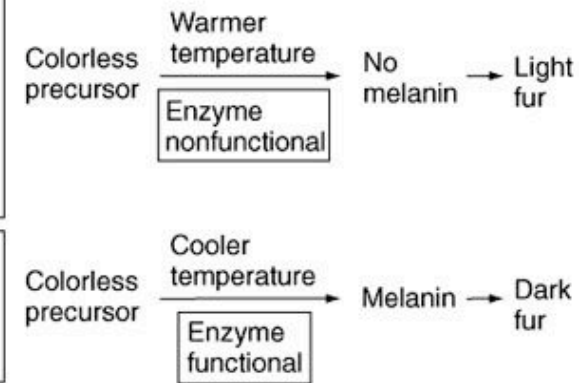 Warmer
temperature
Colorless
precursor
Enzyme
nonfunctional
No
melanin
Light
fur
Cooler
temperature
Colorless
precursor
Enzyme
functional
Melanin
Dark
fur